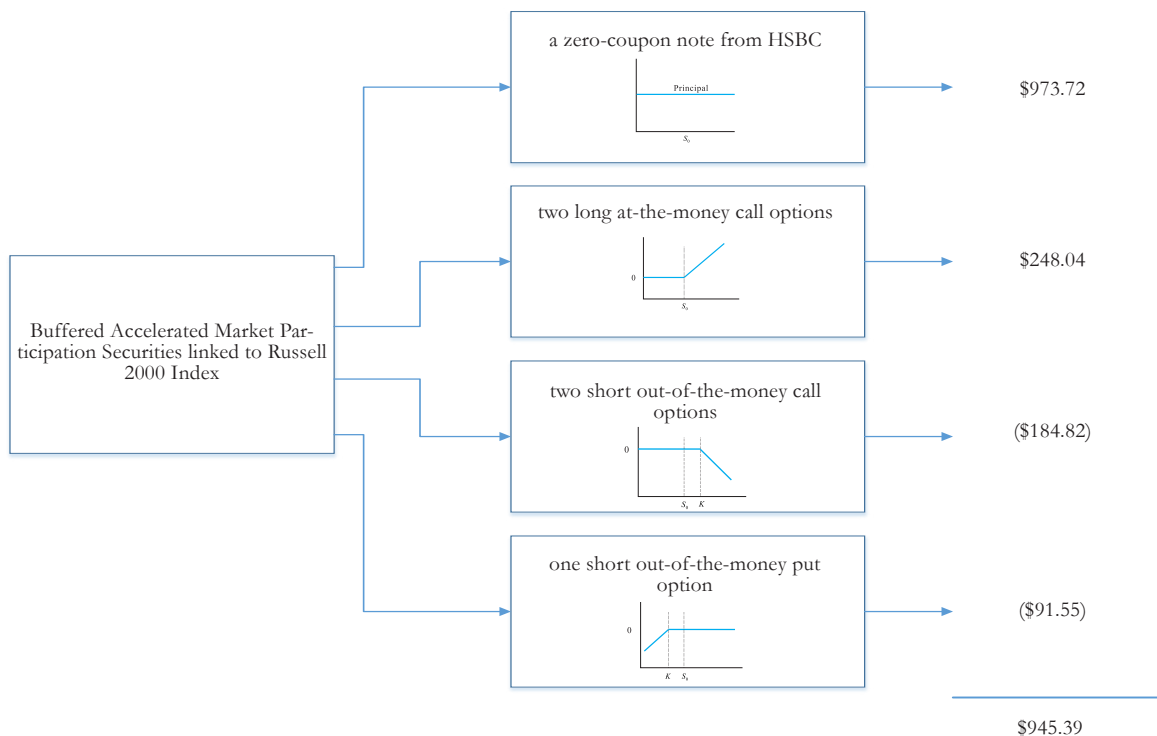 a zero-coupon note from HSBC
Principal
S₀
$973.72
two long at-the-money call options
0
S₀
$248.04
Buffered Accelerated Market Par-
ticipation Securities linked to Russell
2000 Index
two short out-of-the-money call
options
0
S₀ K
($184.82)
one short out-of-the-money put
option
0
K S₀
($91.55)
$945.39